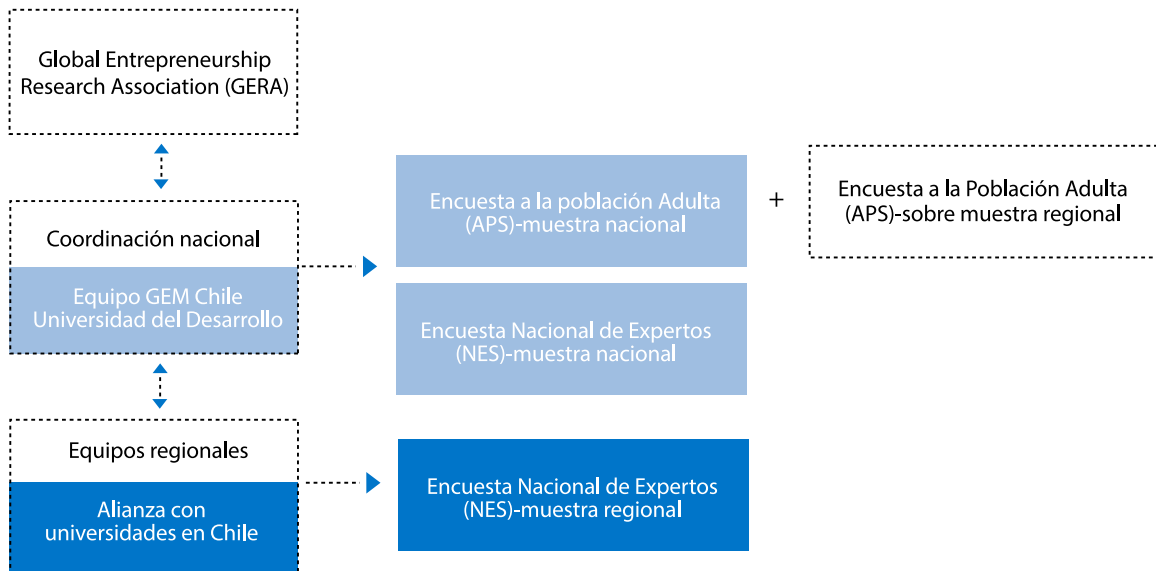 Global Entrepreneurship
Research Association (GERA)
Coordinación nacional
Equipo GEM Chile
Universidad del Desarrollo
Encuesta a la población Adulta
(APS)-muestra nacional
+
Encuesta a la Población Adulta
(APS)-sobre muestra regional
Encuesta Nacional de Expertos
(NES)-muestra nacional
Equipos regionales
Alianza con
universidades en Chile
Encuesta Nacional de Expertos
(NES)-muestra regional